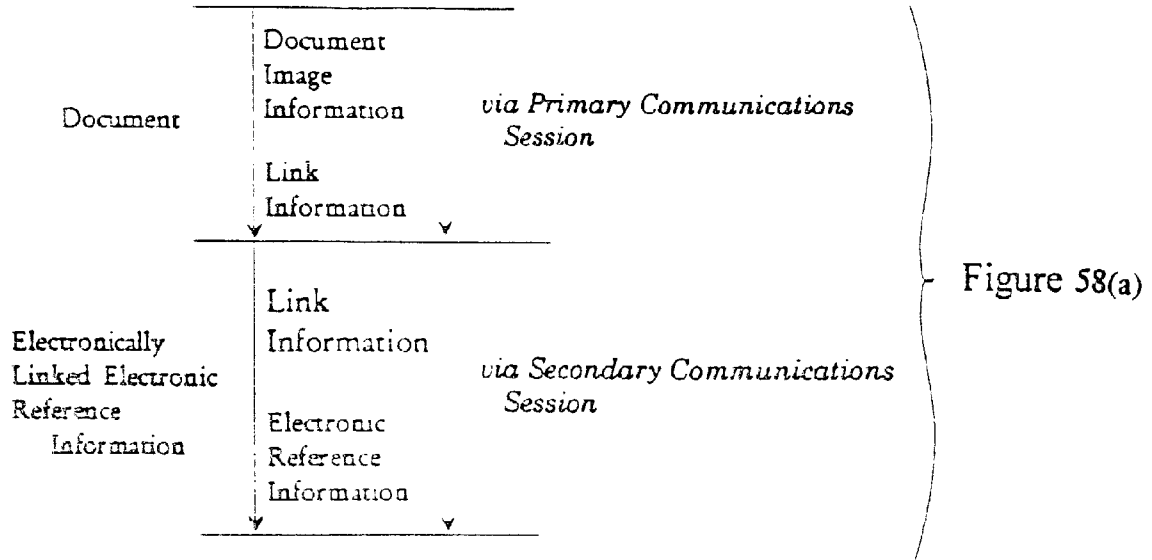 Document
Document
Image
Information
Link
Information
via Primary Communications
Session
Electronically
Linked Electronic
Reference
Information
Link
Information
Electronic
Reference
Information
via Secondary Communications
Session
Figure 58(a)